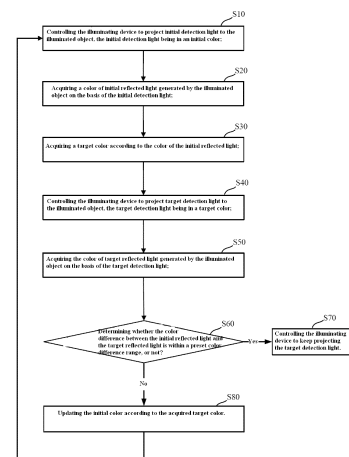 S10
Controlling the illuminating device to project initial detection light to
the illuminated object, the initial detection light being in an initial color;
S20
Acquiring a color of initial reflected light generated by the illuminated
object on the basis of the initial detection light;
S30
Acquiring a target color according to the color of the initial reflected light;
S40
Controlling the illuminating device to project target detection light to
the illuminated object, the target detection light being in a target color;
S50
Acquiring the color of target reflected light generated by the illuminated
object on the basis of the target detection light;
S60
Determining whether the color
difference between the initial reflected light and
the target reflected light is within a preset color
difference range, or not?
Yes
S70
Controlling the illuminating
device to keep projecting
the target detection light.
No
S80
Updating the initial color according to the acquired target color.